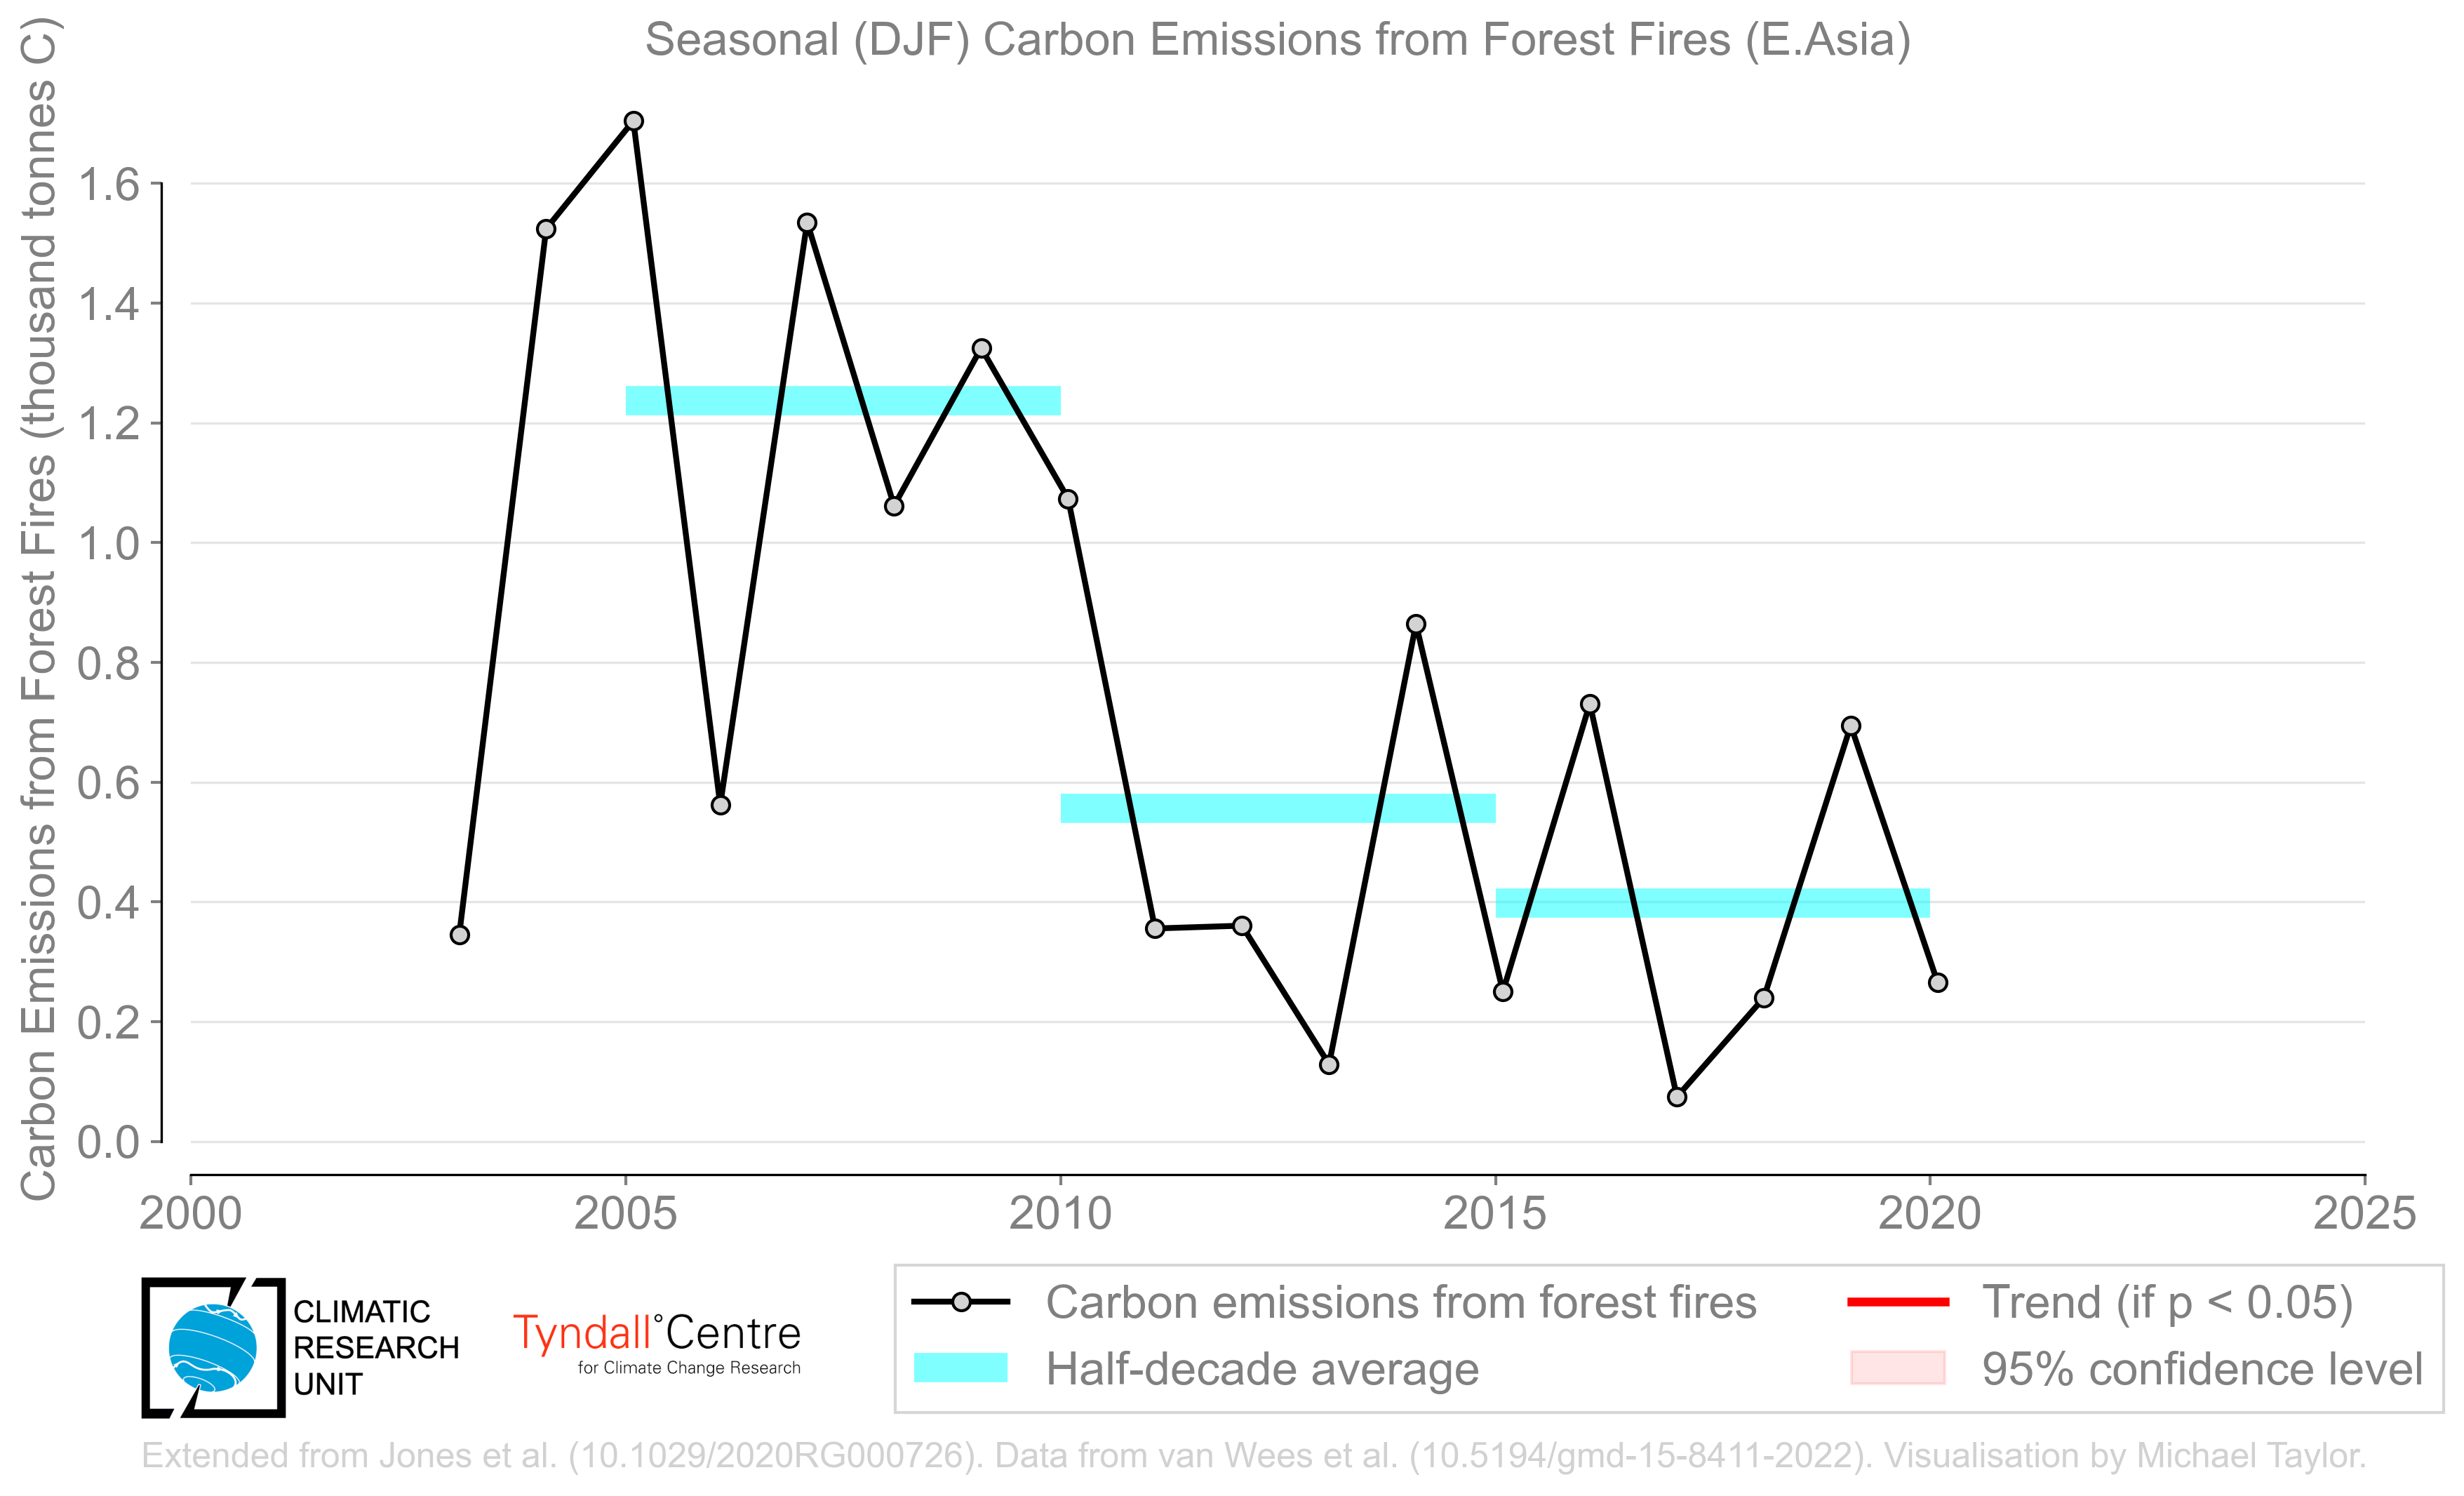 Seasonal (DJF) Carbon Emissions from Forest Fires (E.Asia)
Carbon Emissions from Forest Fires (thousand tonnes C)
1.6
1.4
1.2
1.0
0.8
0.6
0.4
0.2
0.0
2000 2005 2010 2015 2020 2025
CLIMATIC
RESEARCH
UNIT
Tyndall°Centre
for Climate Change Research
Carbon emissions from forest fires
Half-decade average
Trend (if p < 0.05)
95% confidence level
Extended from Jones et al. (10.1029/2020RG000726). Data from van Wees et al. (10.5194/gmd-15-8411-2022). Visualisation by Michael Taylor.